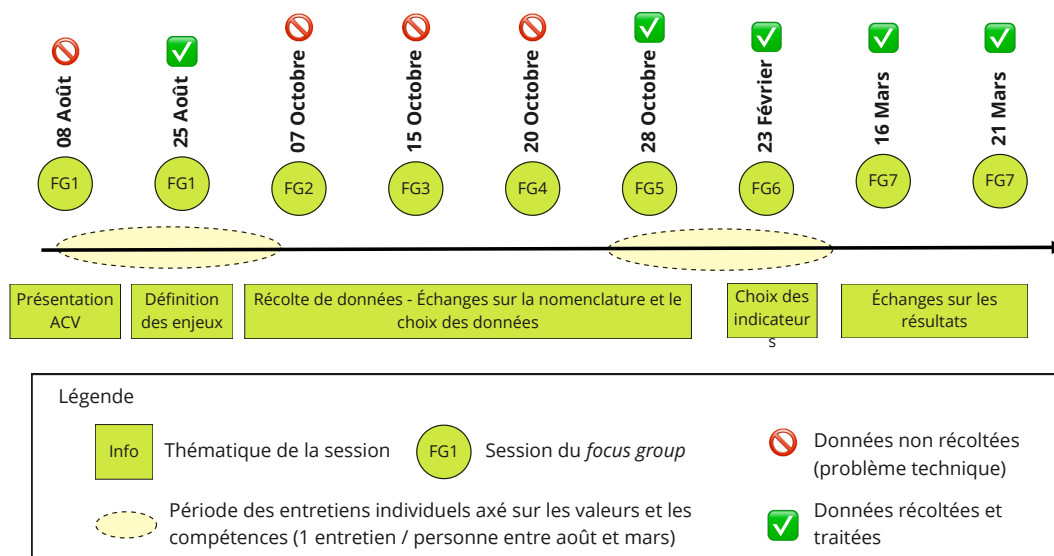 08 Août
25 Août
07 Octobre
15 Octobre
20 Octobre
28 Octobre
23 Février
16 Mars
21 Mars
FG1
FG1
FG2
FG3
FG4
FG5
FG6
FG7
FG7
Présentation
ACV
Définition
des enjeux
Récolte de données - Échanges sur la nomenclature et le
choix des données
Choix des
indicateur
s
Échanges sur les
résultats
Légende
Info
Thématique de la session
FG1
Session du focus group
Données non récoltées
(problème technique)
Période des entretiens individuels axé sur les valeurs et les
compétences (1 entretien / personne entre août et mars)
Données récoltées et
traitées